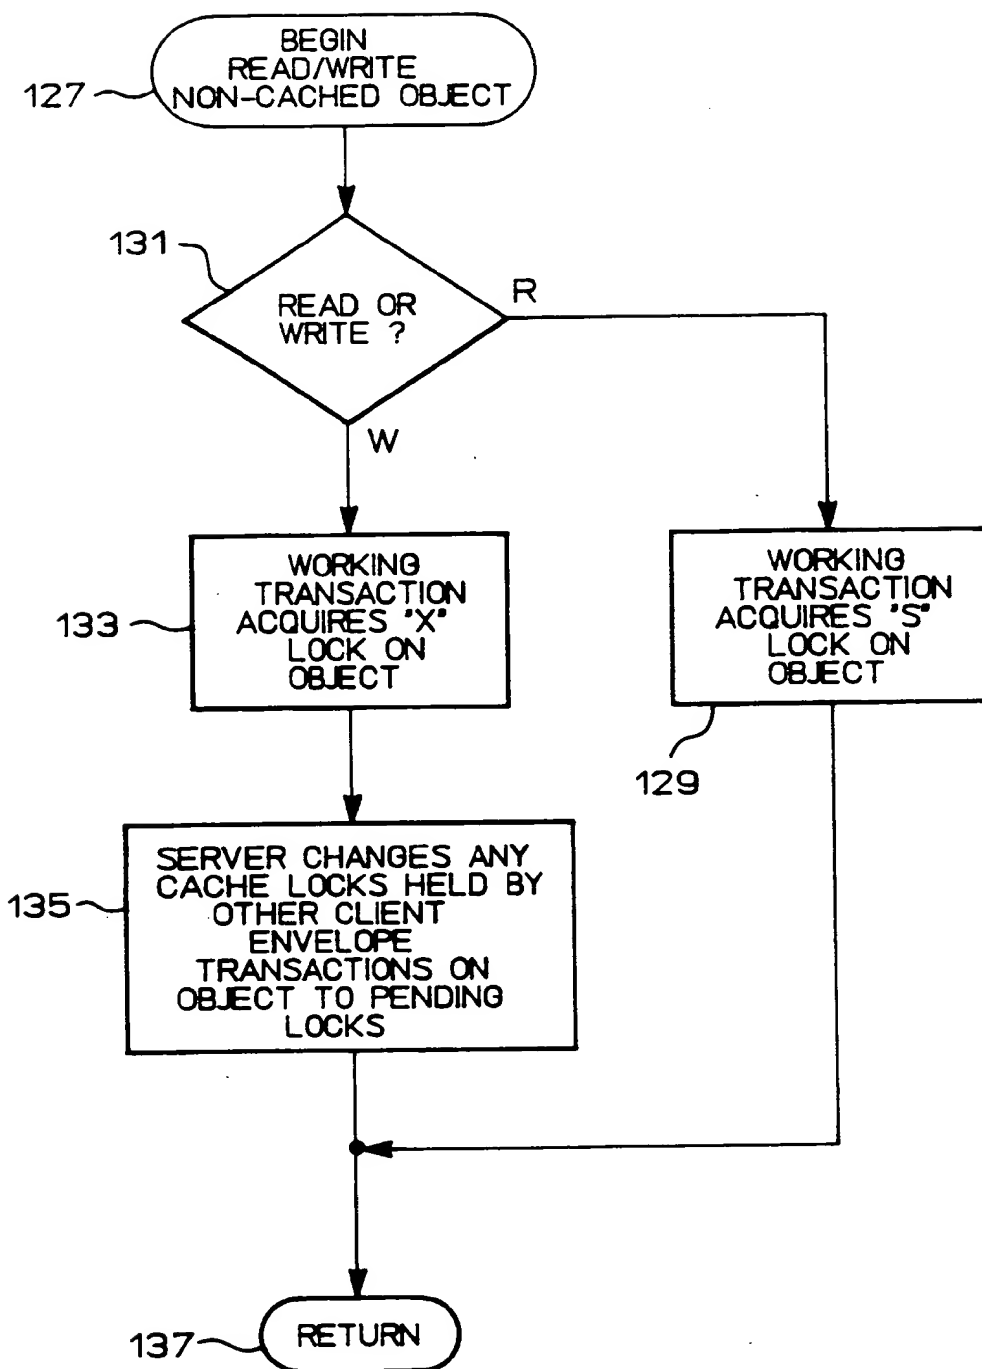 BEGIN
READ/WRITE
NON-CACHED OBJECT
127
131
READ OR
WRITE ?
R
W
WORKING
TRANSACTION
ACQUIRES "X"
LOCK ON
OBJECT
133
WORKING
TRANSACTION
ACQUIRES "S"
LOCK ON
OBJECT
129
SERVER CHANGES ANY
CACHE LOCKS HELD BY
OTHER CLIENT
ENVELOPE
TRANSACTIONS ON
OBJECT TO PENDING
LOCKS
135
RETURN
137